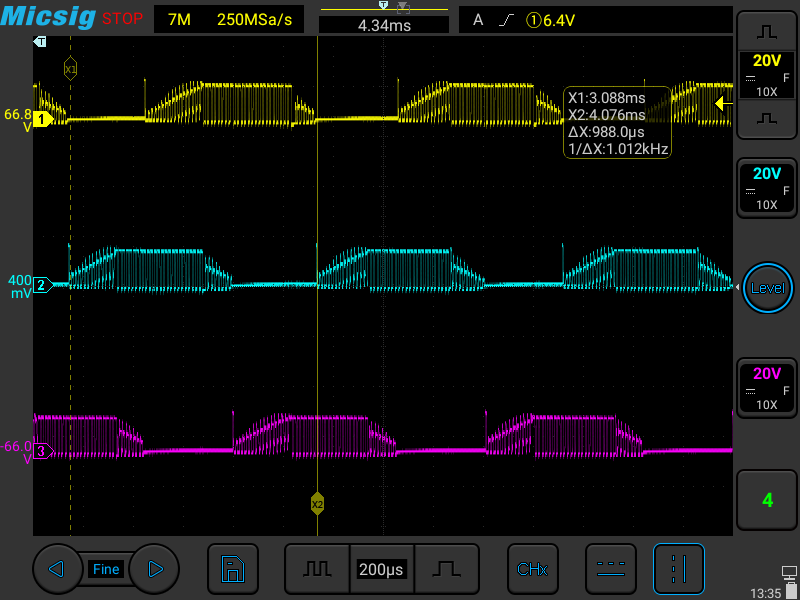 Micsig STOP 7M 250MSa/s 4.34ms A ①6.4V
T
X1
20V
F
10X
66.8 1
V
X1:3.088ms
X2:4.076ms
ΔX:988.0µs
1/ΔX:1.012kHz
20V
F
10X
400 2
mV
Level
20V
F
10X
-66.0 3
V
X2
4
Fine 200µs CHx
13:35